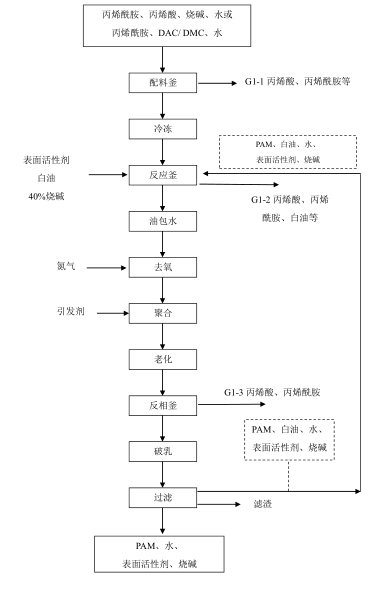 丙烯酰胺、丙烯酸、烧碱、水或
丙烯酰胺、DAC/ DMC、水
配料釜
G1-1 丙烯酸、丙烯酰胺等
冷冻
PAM、白油、水、
表面活性剂、烧碱
表面活性剂
白油
40%烧碱
反应釜
G1-2 丙烯酸、丙烯
酰胺、白油等
油包水
氮气
去氧
引发剂
聚合
老化
反相釜
G1-3 丙烯酸、丙烯酰胺
PAM、白油、水、
表面活性剂、烧碱
破乳
过滤
滤渣
PAM、水、
表面活性剂、烧碱